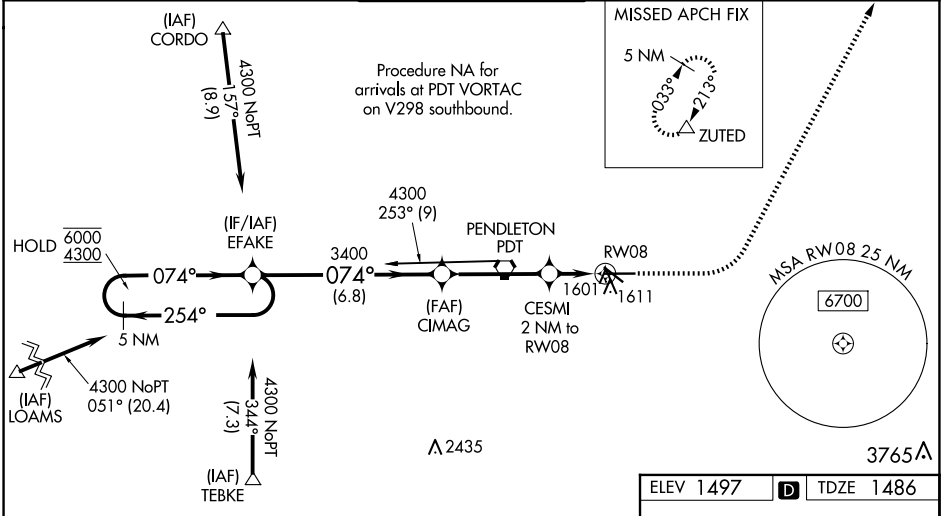 (IAF)
CORDO
4300 NoPT
157°
(8.9)
Procedure NA for
arrivals at PDT VORTAC
on V298 southbound.
MISSED APCH FIX
5 NM
033°
213°
ZUTED
4300
253° (9)
(IF/IAF)
EFAKE
PENDLETON
PDT
HOLD
6000
4300
074°
254°
5 NM
3400
074°
(6.8)
(FAF)
CIMAG
CESMI
2 NM to
RW08
RW08
1601
1611
MSA RW08 25 NM
6700
(IAF)
LOAMS
4300 NoPT
051° (20.4)
4300 NoPT
344°
(7.3)
(IAF)
TEBKE
2435
3765
ELEV 1497 D TDZE 1486